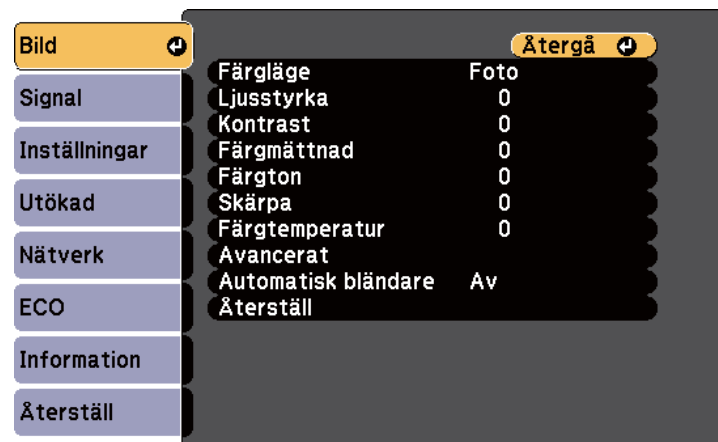 Bild
Signal
Inställningar
Utökad
Nätverk
ECO
Information
Återställ
Återgå
Färgläge Foto
Ljusstyrka 0
Kontrast 0
Färgmättnad 0
Färgton 0
Skärpa 0
Färgtemperatur 0
Avancerat
Automatisk bländare Av
Återställ